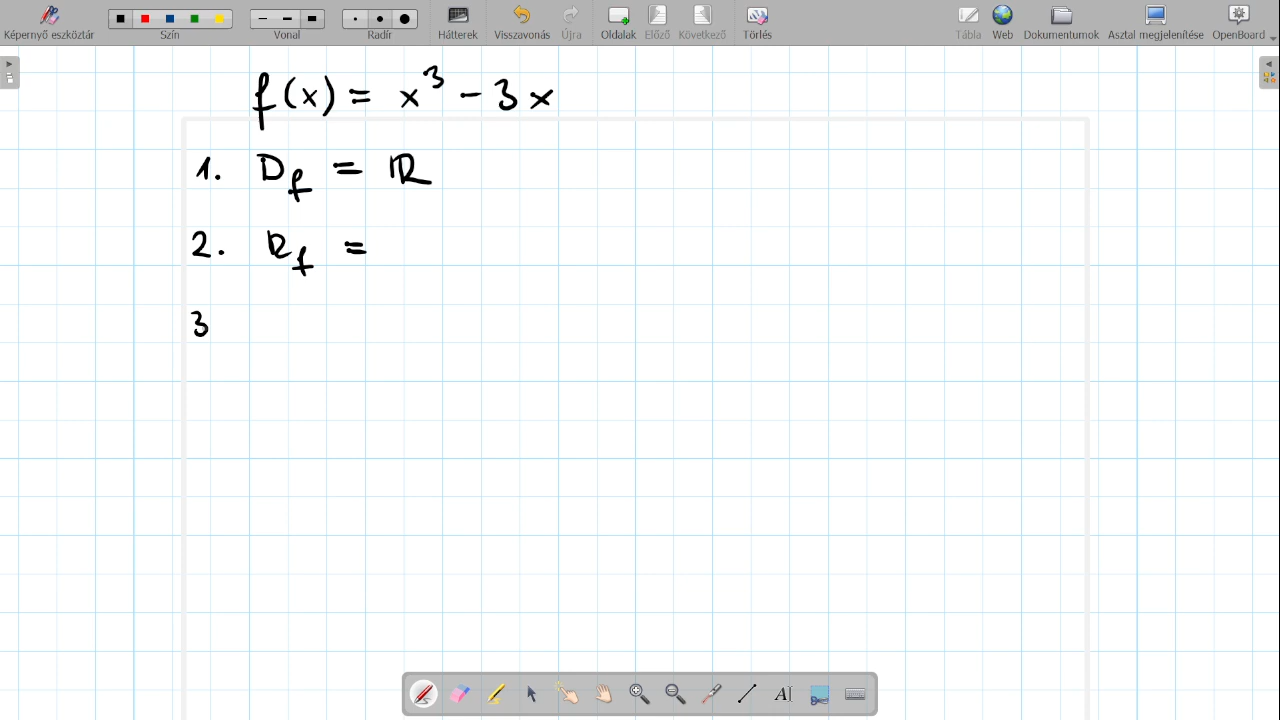 Képernyő eszköztár Szín Vonal Radír Hátterek Visszavonás Újra Oldalak Előző Következő Törlés Tábla Web Dokumentumok Asztal megjelenítése OpenBoard
f(x) = x³ - 3x
1. D_f = ℝ
2. R_f =
3